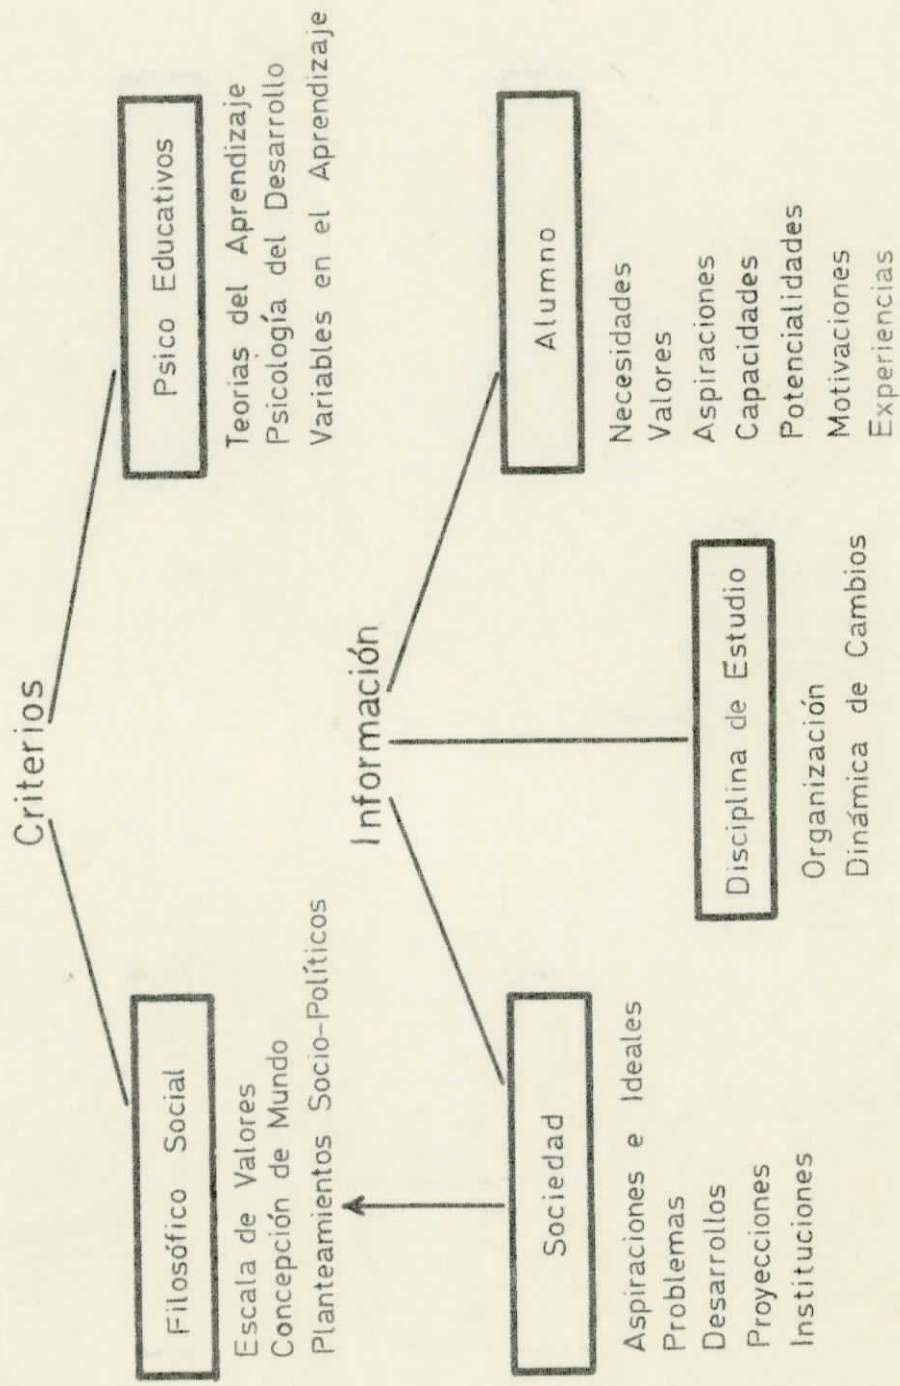 Criterios
Filosófico Social
Escala de Valores
Concepción de Mundo
Planteamientos Socio-Políticos
Psico Educativos
Teorias del Aprendizaje
Psicología del Desarrollo
Variables en el Aprendizaje
Información
Sociedad
Aspiraciones e Ideales
Problemas
Desarrollos
Proyecciones
Instituciones
Disciplina de Estudio
Organización
Dinámica de Cambios
Alumno
Necesidades
Valores
Aspiraciones
Capacidades
Potencialidades
Motivaciones
Experiencias